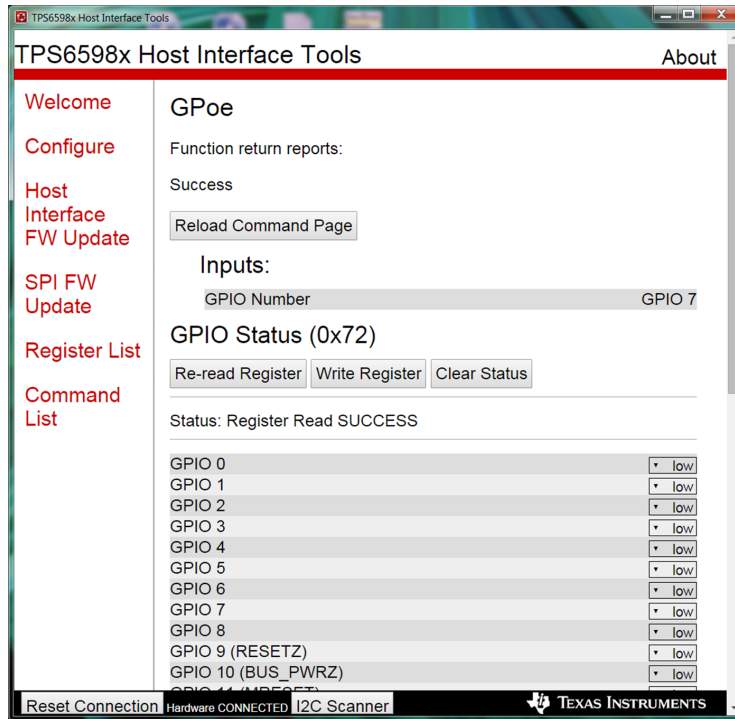 TPS6598x Host Interface Tools
TPS6598x Host Interface Tools
About
Welcome
Configure
Host
Interface
FW Update
SPI FW
Update
Register List
Command
List
GPoe
Function return reports:
Success
Reload Command Page
Inputs:
GPIO Number GPIO 7
GPIO Status (0x72)
Re-read Register Write Register Clear Status
Status: Register Read SUCCESS
GPIO 0 low
GPIO 1 low
GPIO 2 low
GPIO 3 low
GPIO 4 low
GPIO 5 low
GPIO 6 low
GPIO 7 low
GPIO 8 low
GPIO 9 (RESETZ) low
GPIO 10 (BUS_PWRZ) low
GPIO 11 (MRESET)
Reset Connection Hardware CONNECTED I2C Scanner TEXAS INSTRUMENTS